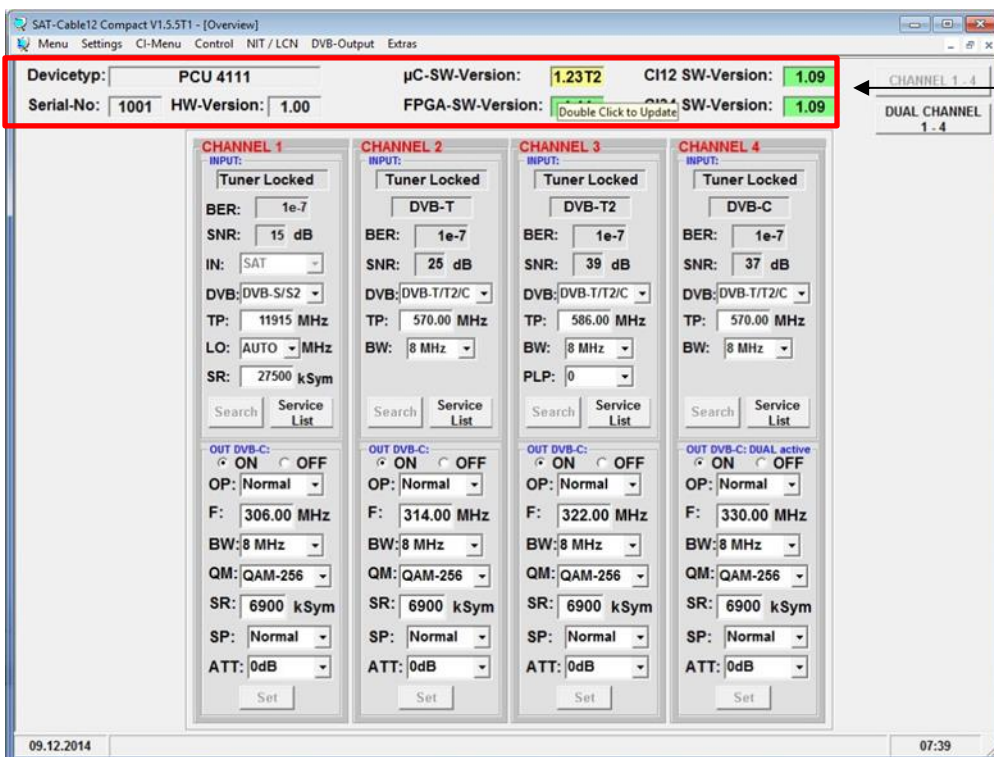 SAT-Cable12 Compact V1.5.5T1 - [Overview]
Menu Settings CI-Menu Control NIT / LCN DVB-Output Extras
Devicetyp: PCU 4111 µC-SW-Version: 1.23T2 CI12 SW-Version: 1.09
Serial-No: 1001 HW-Version: 1.00 FPGA-SW-Version: SW-Version: 1.09
Double Click to Update
CHANNEL 1 - 4
DUAL CHANNEL
1 - 4
CHANNEL 1
INPUT:
Tuner Locked
BER: 1e-7
SNR: 15 dB
IN: SAT
DVB: DVB-S/S2
TP: 11915 MHz
LO: AUTO MHz
SR: 27500 kSym
Search Service
List
OUT DVB-C:
ON OFF
OP: Normal
F: 306.00 MHz
BW: 8 MHz
QM: QAM-256
SR: 6900 kSym
SP: Normal
ATT: 0dB
Set
CHANNEL 2
INPUT:
Tuner Locked
DVB-T
BER: 1e-7
SNR: 25 dB
DVB: DVB-T/T2/C
TP: 570.00 MHz
BW: 8 MHz
Search Service
List
OUT DVB-C:
ON OFF
OP: Normal
F: 314.00 MHz
BW: 8 MHz
QM: QAM-256
SR: 6900 kSym
SP: Normal
ATT: 0dB
Set
CHANNEL 3
INPUT:
Tuner Locked
DVB-T2
BER: 1e-7
SNR: 39 dB
DVB: DVB-T/T2/C
TP: 586.00 MHz
BW: 8 MHz
PLP: 0
Search Service
List
OUT DVB-C:
ON OFF
OP: Normal
F: 322.00 MHz
BW: 8 MHz
QM: QAM-256
SR: 6900 kSym
SP: Normal
ATT: 0dB
Set
CHANNEL 4
INPUT:
Tuner Locked
DVB-C
BER: 1e-7
SNR: 37 dB
DVB: DVB-T/T2/C
TP: 570.00 MHz
BW: 8 MHz
Search Service
List
OUT DVB-C: DUAL active
ON OFF
OP: Normal
F: 330.00 MHz
BW: 8 MHz
QM: QAM-256
SR: 6900 kSym
SP: Normal
ATT: 0dB
Set
09.12.2014 07:39